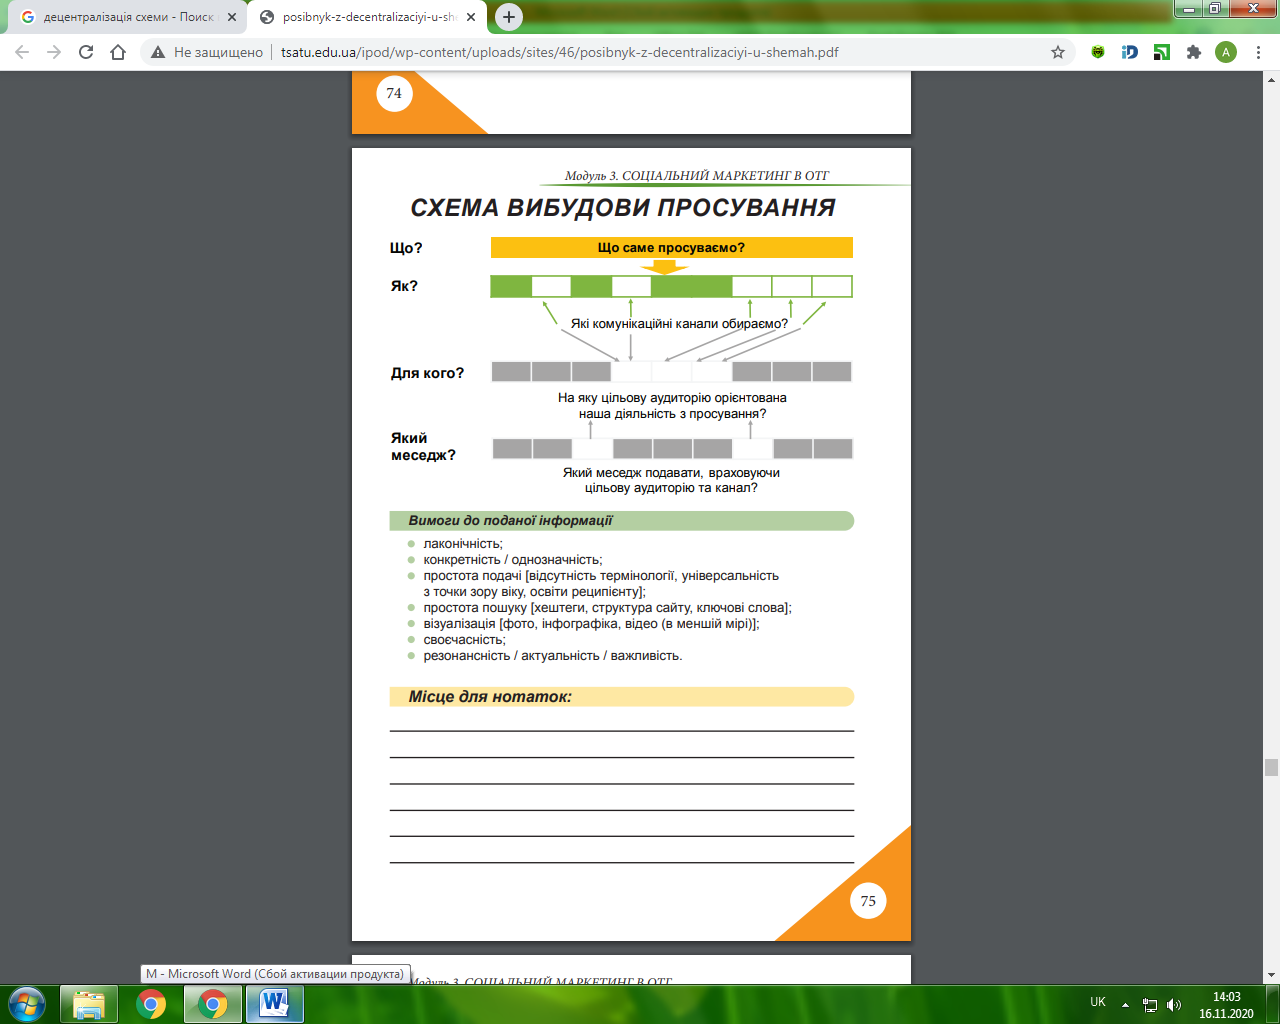 децентралізація схеми - Поиск
posibnyk-z-decentralizaciyi-u-she
Не защищено
tsatu.edu.ua/ipod/wp-content/uploads/sites/46/posibnyk-z-decentralizaciyi-u-shemah.pdf
A
74
Модуль 3. СОЦІАЛЬНИЙ МАРКЕТИНГ В ОТГ
СХЕМА ВИБУДОВИ ПРОСУВАННЯ
Що?
Що саме просуваємо?
Як?
Які комунікаційні канали обираємо?
Для кого?
На яку цільову аудиторію орієнтована
наша діяльність з просування?
Який
меседж?
Який меседж подавати, враховуючи
цільову аудиторію та канал?
Вимоги до поданої інформації
лаконічність;
конкретність / однозначність;
простота подачі [відсутність термінології, універсальність
з точки зору віку, освіти реципієнту];
простота пошуку [хештеги, структура сайту, ключові слова];
візуалізація [фото, інфографіка, відео (в меншій мірі)];
своєчасність;
резонансність / актуальність / важливість.
Місце для нотаток:
75
Модуль 3. СОЦІАЛЬНИЙ МАРКЕТИНГ В ОТГ
М - Microsoft Word (Сбой активации продукта)
UK
14:03
16.11.2020